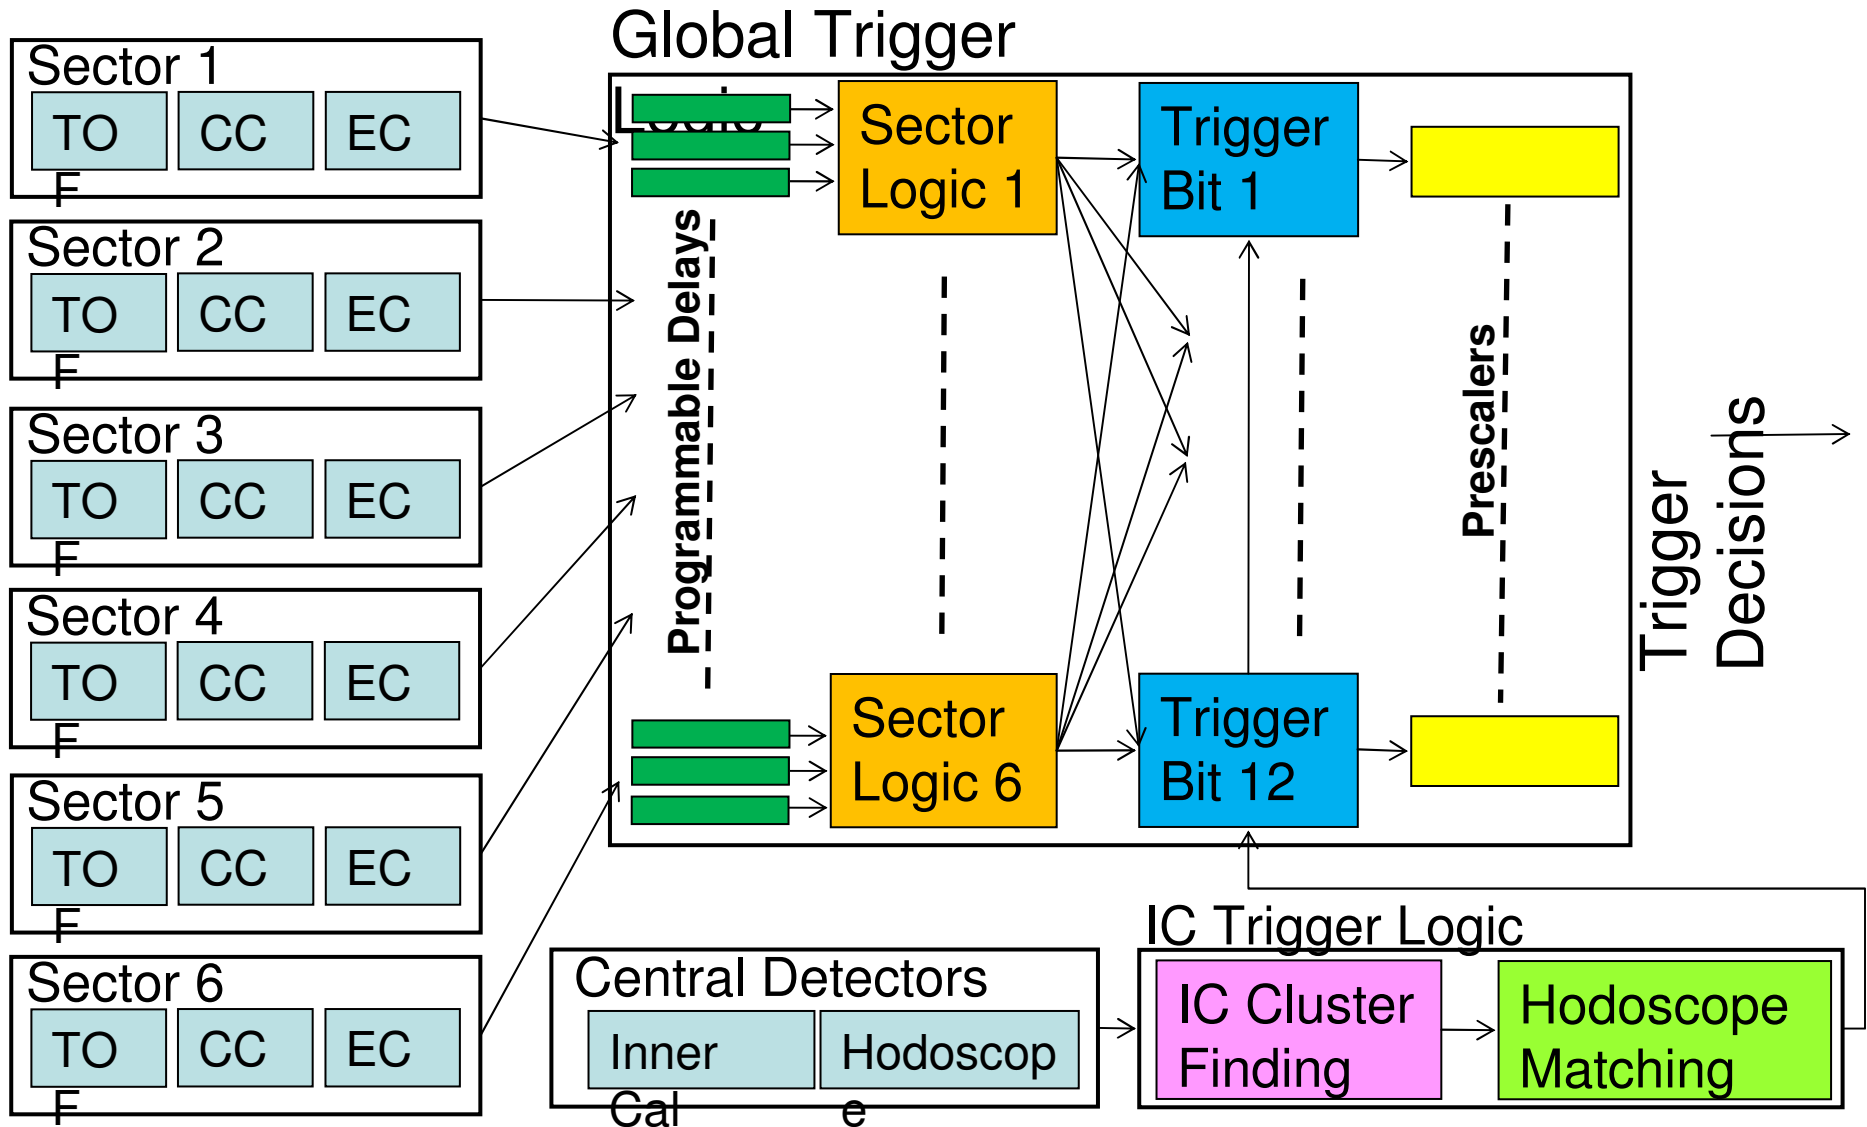 Sector 1
TO
F
CC
EC
Sector 2
TO
F
CC
EC
Sector 3
TO
F
CC
EC
Sector 4
TO
F
CC
EC
Sector 5
TO
F
CC
EC
Sector 6
TO
F
CC
EC
Global Trigger
Logic
Programmable Delays
Sector
Logic 1
Sector
Logic 6
Trigger
Bit 1
Trigger
Bit 12
Prescalers
Trigger
Decisions
Central Detectors
Inner
Cal
Hodoscop
e
IC Trigger Logic
IC Cluster
Finding
Hodoscope
Matching